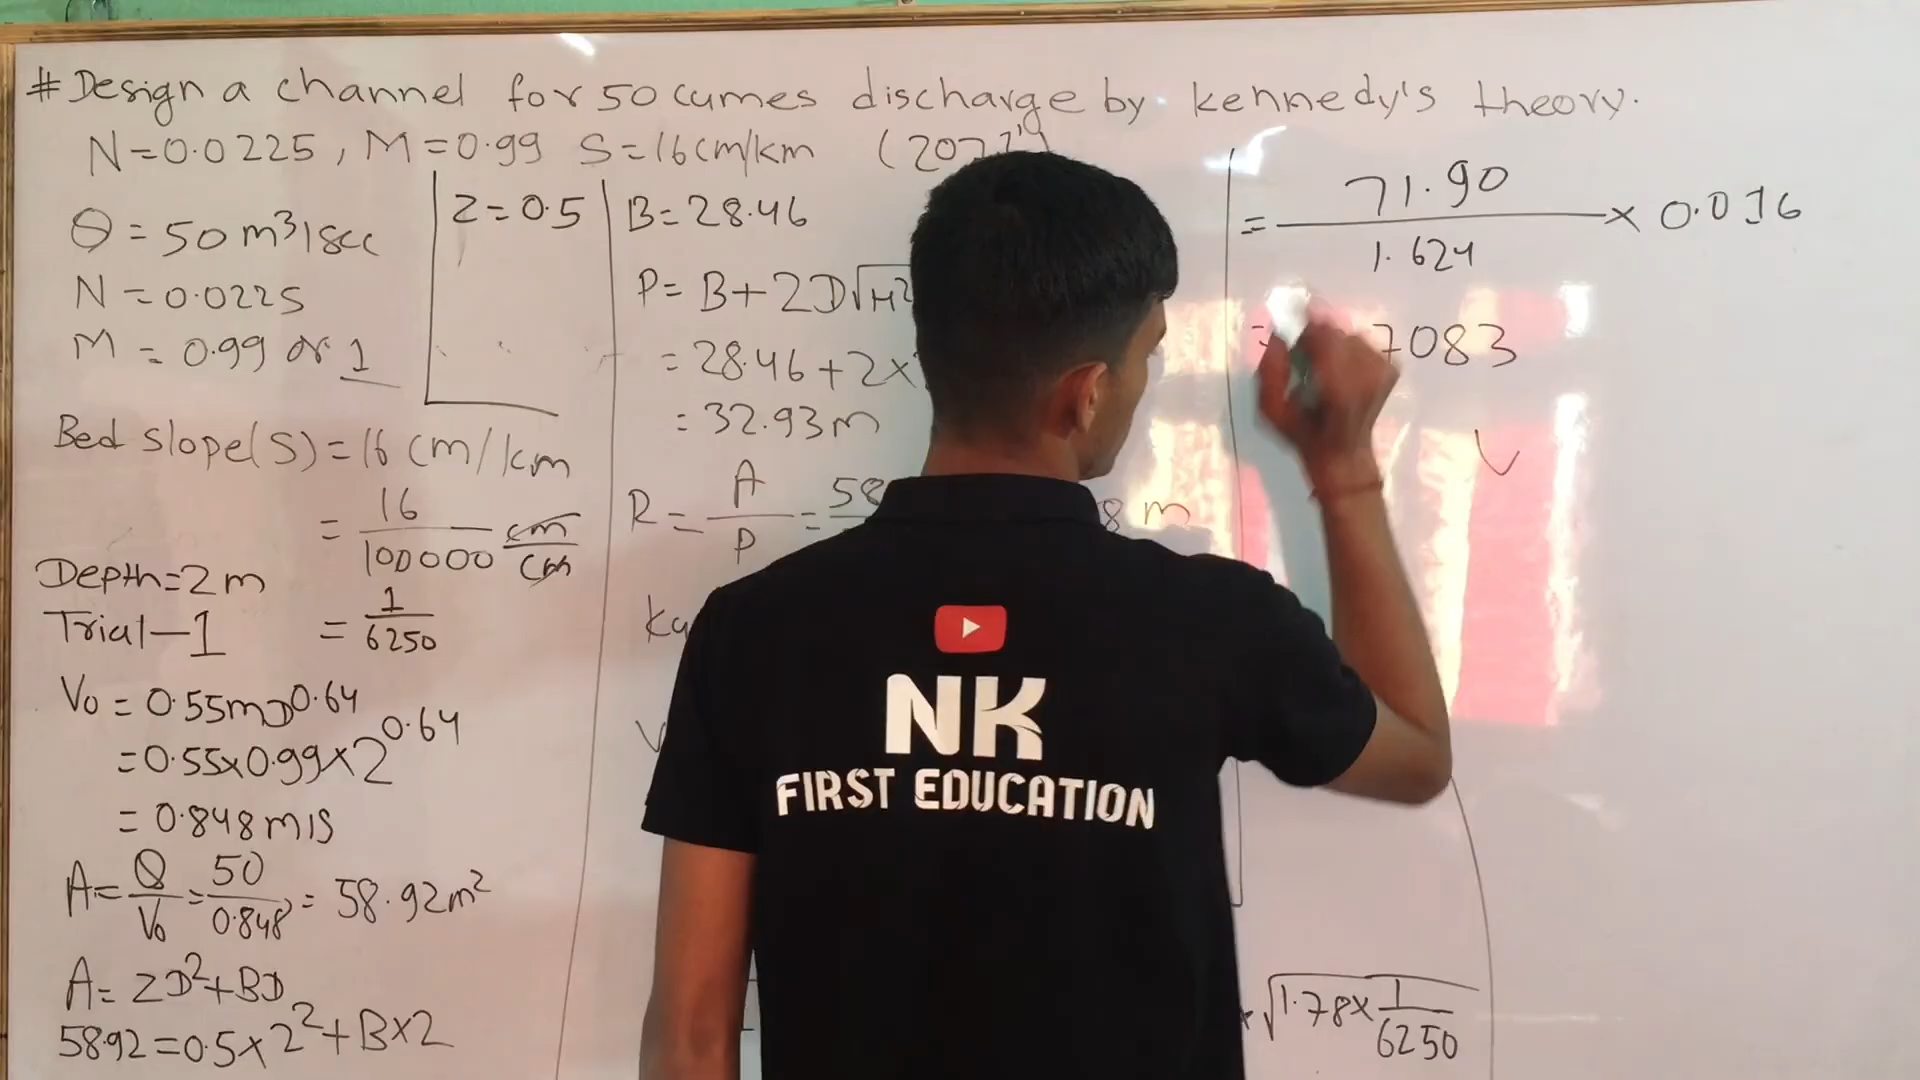 # Design a channel for 50 cumes discharge by kennedy's theory.
N=0.0225, M=0.99 S=16cm/km
Q = 50 m³/sec
N = 0.0225
M = 0.99 or 1
Z=0.5
Bed slope(S) = 16 cm/km
= 16/100000 cm/cm
= 1/6250
Depth=2m
Trial-1
V₀ = 0.55mD^0.64
=0.55x0.99x2^0.64
= 0.848 m/s
A= Q/V₀ = 50/0.848 = 58.92m²
A= ZD²+BD
58.92=0.5x2²+Bx2
B=28.46
P= B+2D√
= 28.46+2x
= 32.93m
R= A/P =
m
NK
FIRST EDUCATION
√1.78x 1/6250
= 71.90/1.624 x 0.016
7083
V